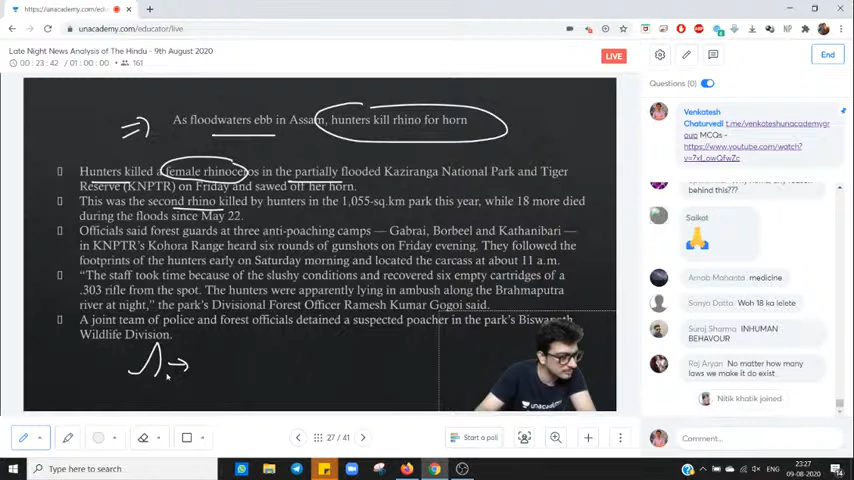 https://unacademy.com/educ
unacademy.com/educator/live
Late Night News Analysis of The Hindu - 9th August 2020
00 : 23 : 42 / 01 : 00 : 00 • 161
LIVE
End
As floodwaters ebb in Assam, hunters kill rhino for horn
Hunters killed a female rhinoceros in the partially flooded Kaziranga National Park and Tiger
Reserve (KNPTR) on Friday and sawed off her horn.
This was the second rhino killed by hunters in the 1,055-sq.km park this year, while 18 more died
during the floods since May 22.
Officials said forest guards at three anti-poaching camps — Gabrai, Borbeel and Kathanibari —
in KNPTR's Kohora Range heard six rounds of gunshots on Friday evening. They followed the
footprints of the hunters early on Saturday morning and located the carcass at about 11 a.m.
"The staff took time because of the slushy conditions and recovered six empty cartridges of a
.303 rifle from the spot. The hunters were apparently lying in ambush along the Brahmaputra
river at night," the park's Divisional Forest Officer Ramesh Kumar Gogoi said.
A joint team of police and forest officials detained a suspected poacher in the park's Biswanath
Wildlife Division.
unacademy
27 / 41
Start a poll
Questions (0)
Venkatesh
Chaturvedi t.me/venkateshunacademygr
oup MCQs -
https://www.youtube.com/watch?
behind this???
Saikat
Arnob Mahanta medicine
Sonya Datta Woh 18 ka lelete
Suraj Sharma INHUMAN
BEHAVOUR
Raj Aryan No matter how many
laws we make it do exist
Nitik khatik joined
Comment...
Type here to search
ENG
23:27
09-08-2020
14